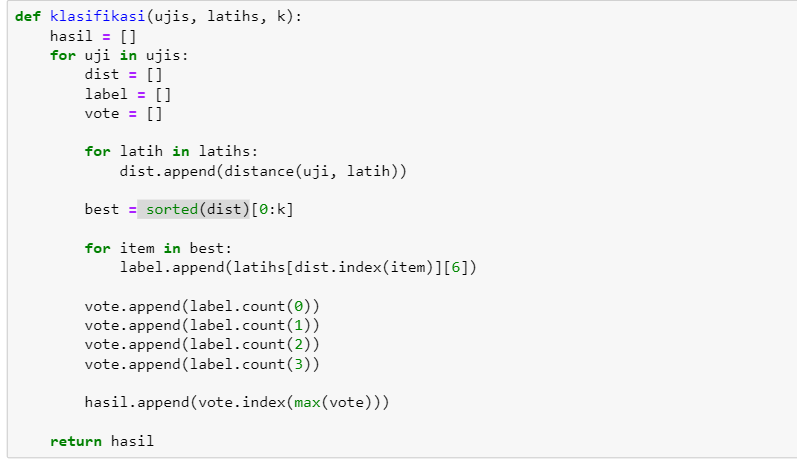 def klasifikasi(ujis, latihs, k):
    hasil = []
    for uji in ujis:
        dist = []
        label = []
        vote = []
        for latih in latihs:
            dist.append(distance(uji, latih))
        best = sorted(dist)[0:k]
        for item in best:
            label.append(latihs[dist.index(item)][6])
        vote.append(label.count(0))
        vote.append(label.count(1))
        vote.append(label.count(2))
        vote.append(label.count(3))
        hasil.append(vote.index(max(vote)))
    return hasil